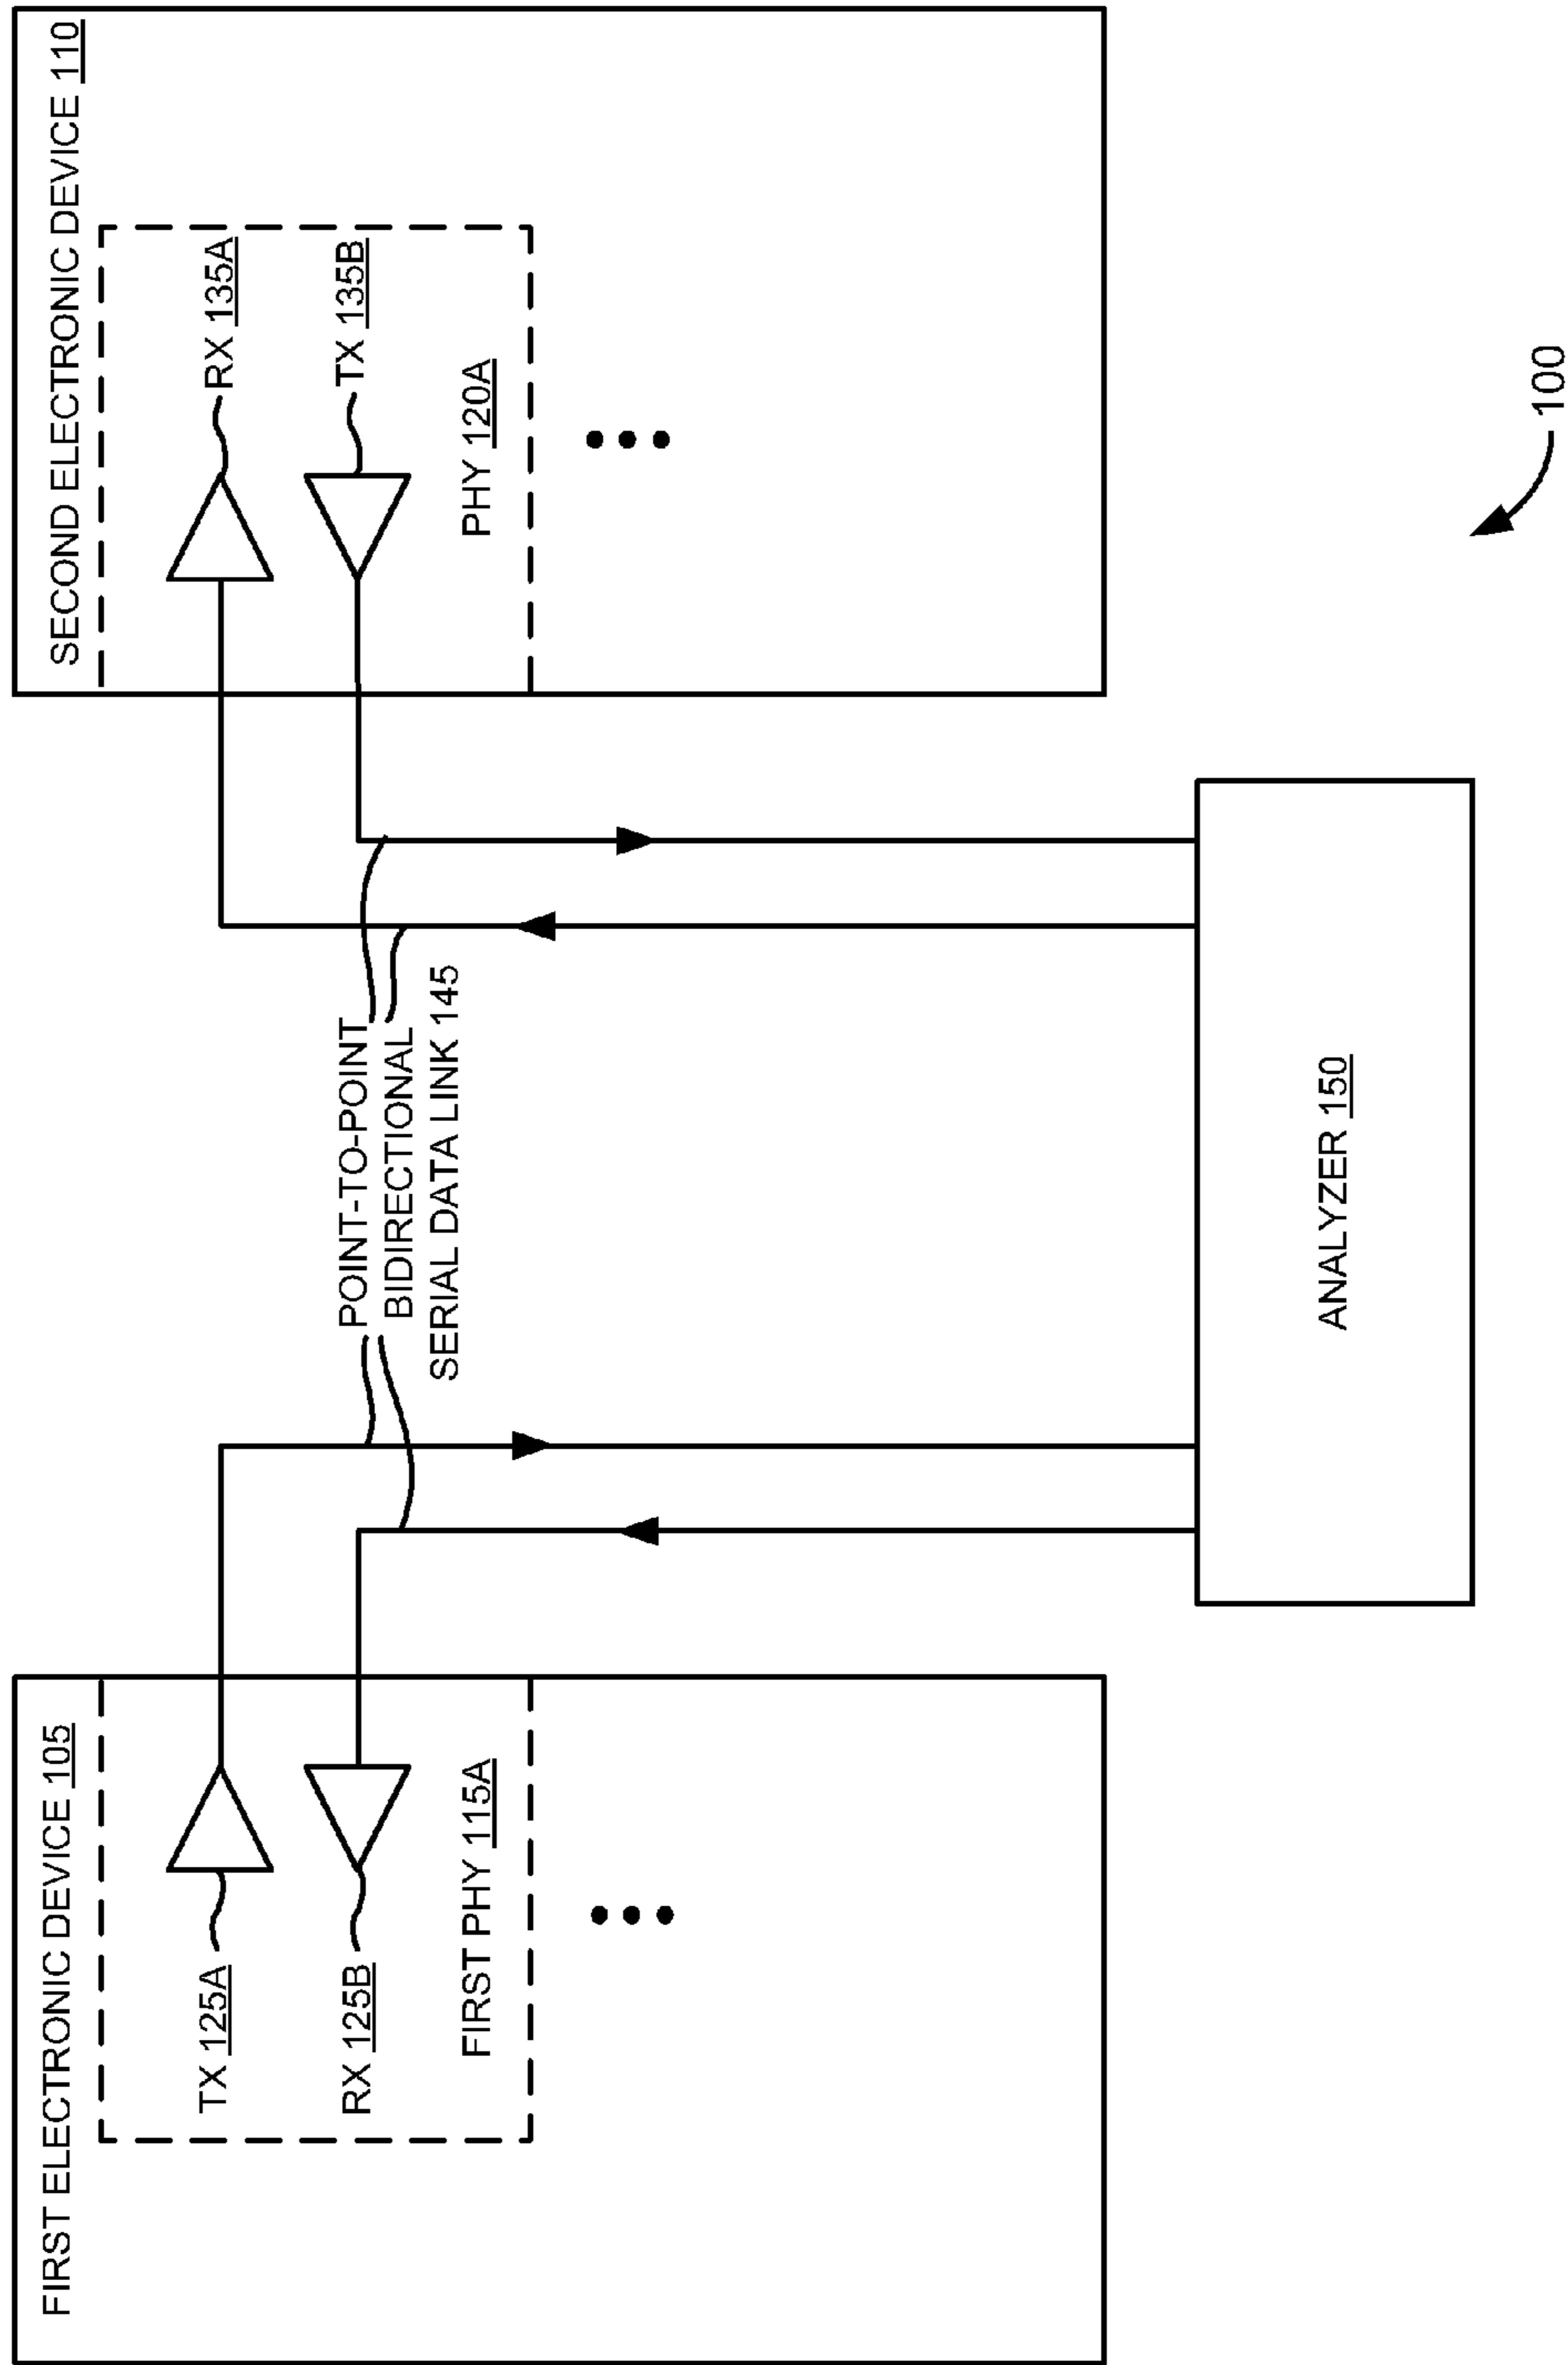 FIRST ELECTRONIC DEVICE 105
TX 125A
RX 125B
FIRST PHY 115A
POINT-TO-POINT
BIDIRECTIONAL
SERIAL DATA LINK 145
SECOND ELECTRONIC DEVICE 110
RX 135A
TX 135B
PHY 120A
ANALYZER 150
100